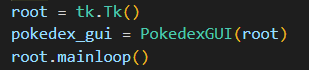 root = tk.Tk()
pokedex_gui = PokedexGUI(root)
root.mainloop()